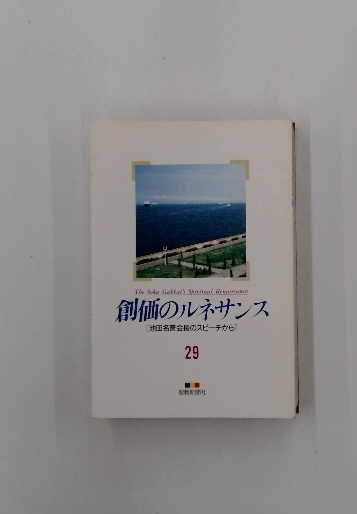 The Soka Gakkai's Spiritual Renaissance
創価のルネサンス
［池田名誉会長のスピーチから］
29
聖教新聞社